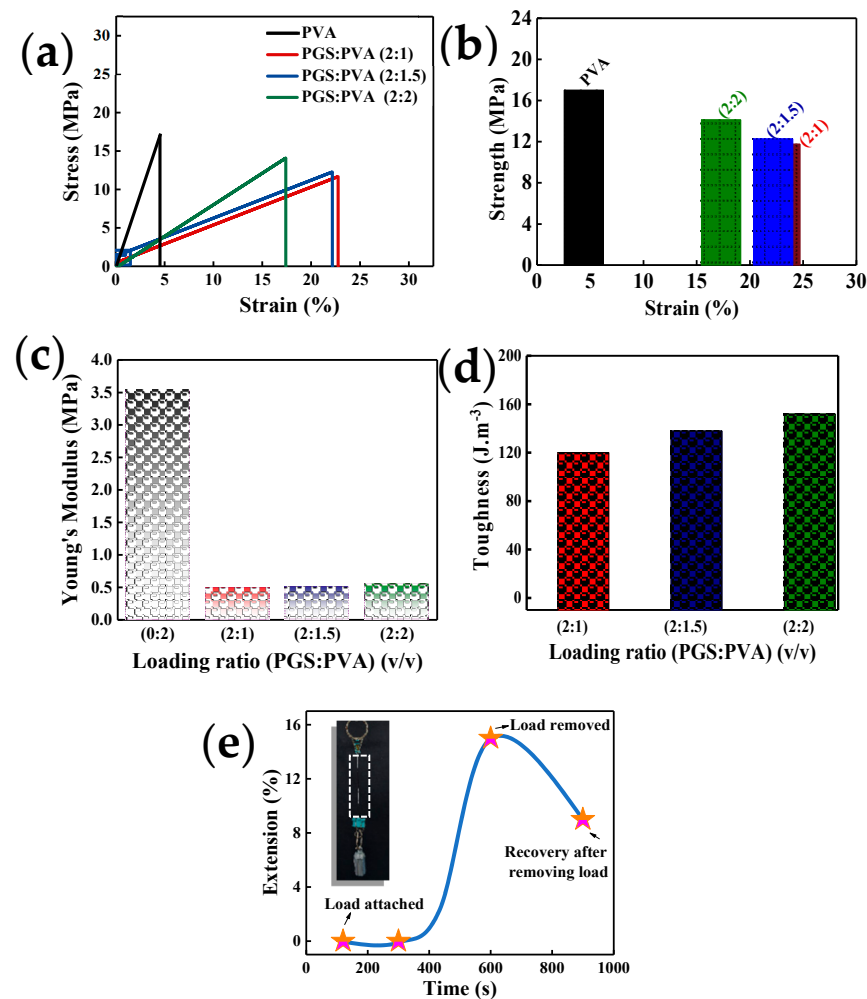 (a)
PVA
PGS:PVA (2:1)
PGS:PVA (2:1.5)
PGS:PVA (2:2)
30
25
20
15
10
5
0
Stress (MPa)
0 5 10 15 20 25 30
Strain (%)
(b)
24
20
16
12
8
4
0
Strength (MPa)
PVA
(2:2)
(2:1.5)
(2:1)
0 5 10 15 20 25 30
Strain (%)
(c)
4.0
3.5
3.0
2.5
2.0
1.5
1.0
0.5
0.0
Young's Modulus (MPa)
(0:2) (2:1) (2:1.5) (2:2)
Loading ratio (PGS:PVA) (v/v)
(d)
200
160
120
80
40
0
Toughness (J.m-3)
(2:1) (2:1.5) (2:2)
Loading ratio (PGS:PVA) (v/v)
(e)
16
12
8
4
0
Extension (%)
Load removed
Load attached
Recovery after
removing load
0 200 400 600 800 1000
Time (s)